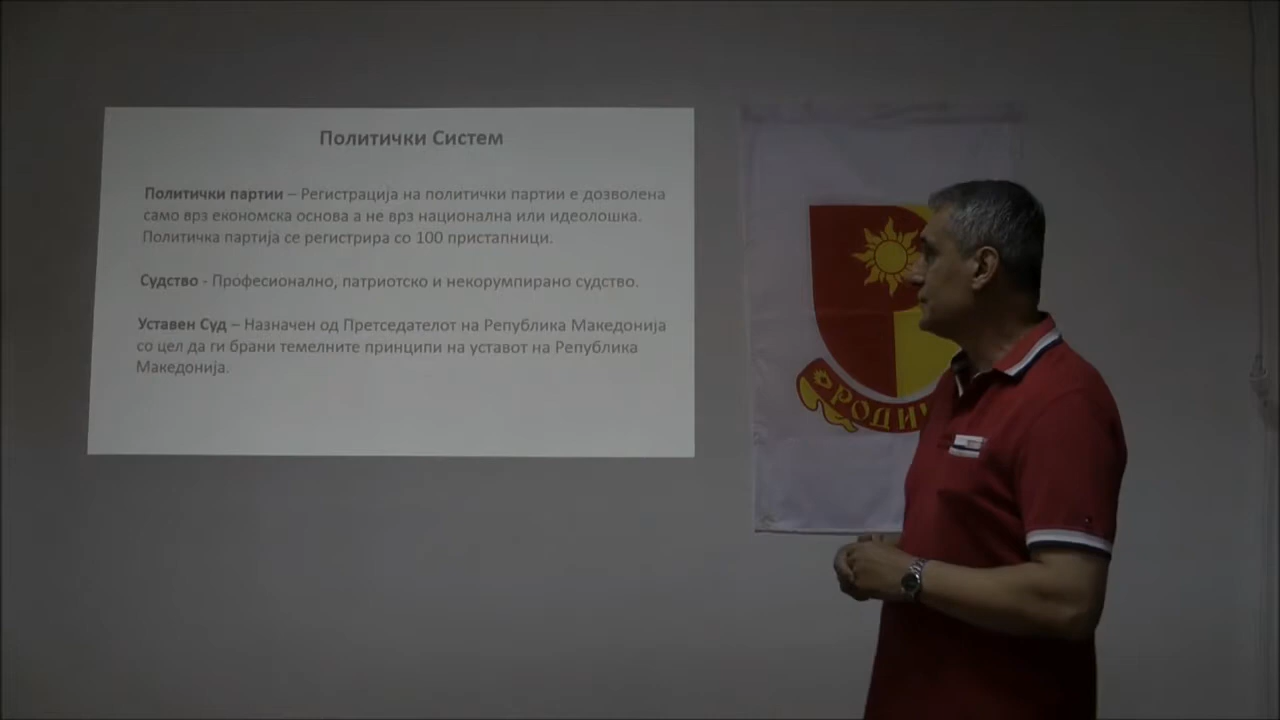 Политички Систем
Политички партии – Регистрација на политички партии е дозволена
само врз економска основа а не врз национална или идеолошка.
Политичка партија се регистрира со 100 пристапници.
Судство - Професионално, патриотско и некорумпирано судство.
Уставен Суд – Назначен од Претседателот на Република Македонија
со цел да ги брани темелните принципи на уставот на Република
Македонија.